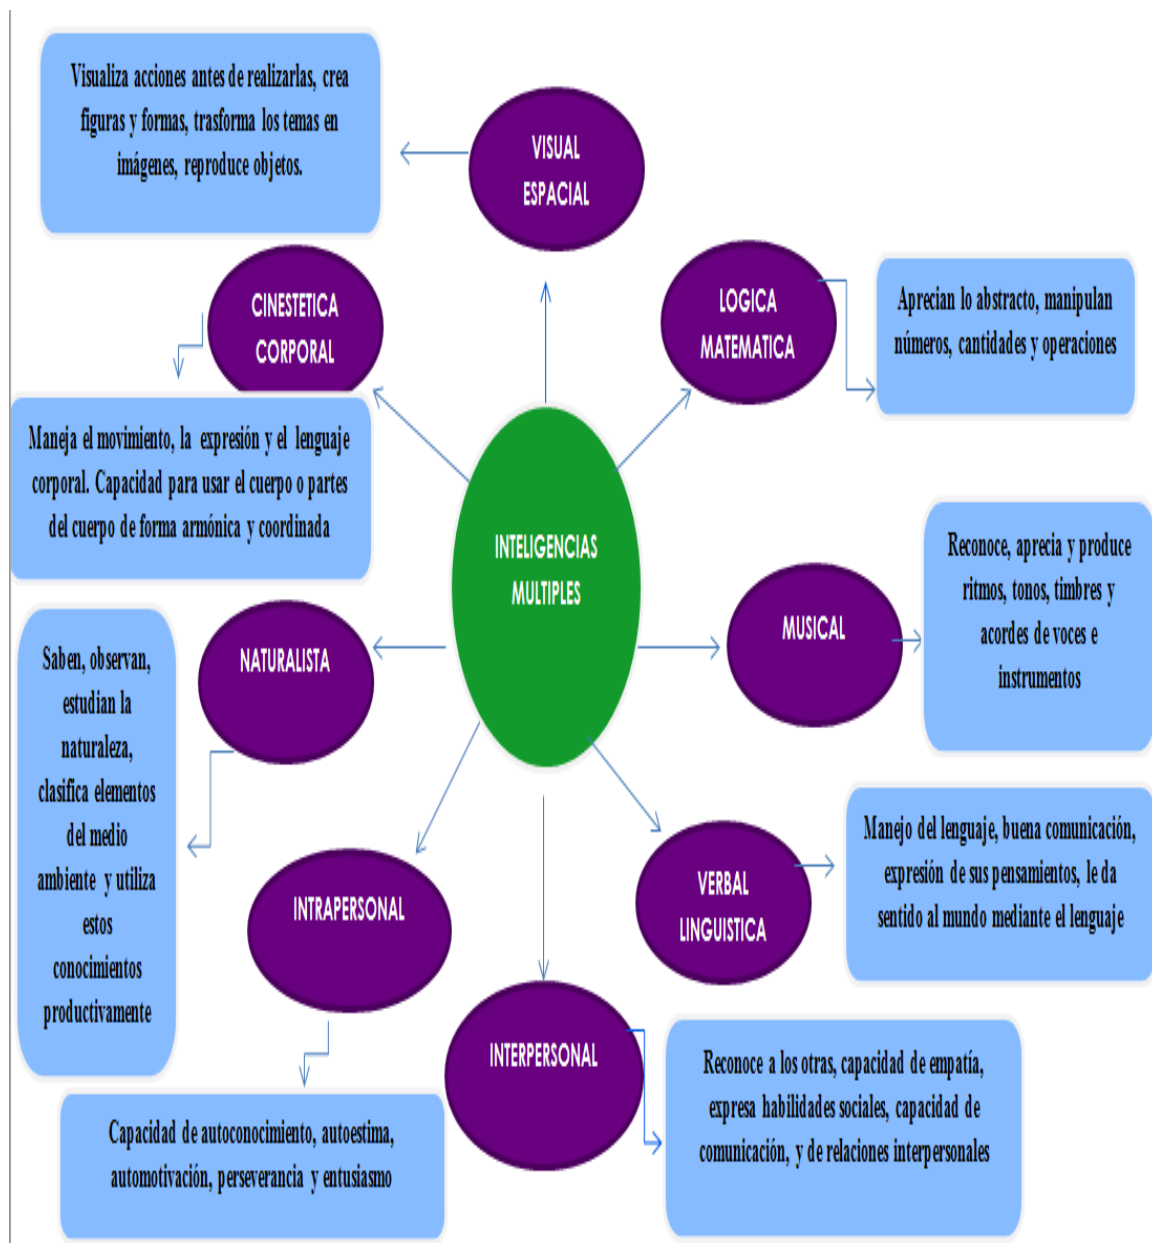 Visualiza acciones antes de realizarlas, crea
figuras y formas, trasforma los temas en
imágenes, reproduce objetos.
VISUAL
ESPACIAL
CINESTETICA
CORPORAL
LOGICA
MATEMATICA
Aprecian lo abstracto, manipulan
números, cantidades y operaciones
Maneja el movimiento, la expresión y el lenguaje
corporal. Capacidad para usar el cuerpo o partes
del cuerpo de forma armónica y coordinada
INTELIGENCIAS
MULTIPLES
MUSICAL
Reconoce, aprecia y produce
ritmos, tonos, timbres y
acordes de voces e
instrumentos
NATURALISTA
Saben, observan,
estudian la
naturaleza,
clasifica elementos
del medio
ambiente y utiliza
estos
conocimientos
productivamente
VERBAL
LINGUISTICA
Manejo del lenguaje, buena comunicación,
expresión de sus pensamientos, le da
sentido al mundo mediante el lenguaje
INTRAPERSONAL
Capacidad de autoconocimiento, autoestima,
automotivación, perseverancia y entusiasmo
INTERPERSONAL
Reconoce a los otras, capacidad de empatía,
expresa habilidades sociales, capacidad de
comunicación, y de relaciones interpersonales